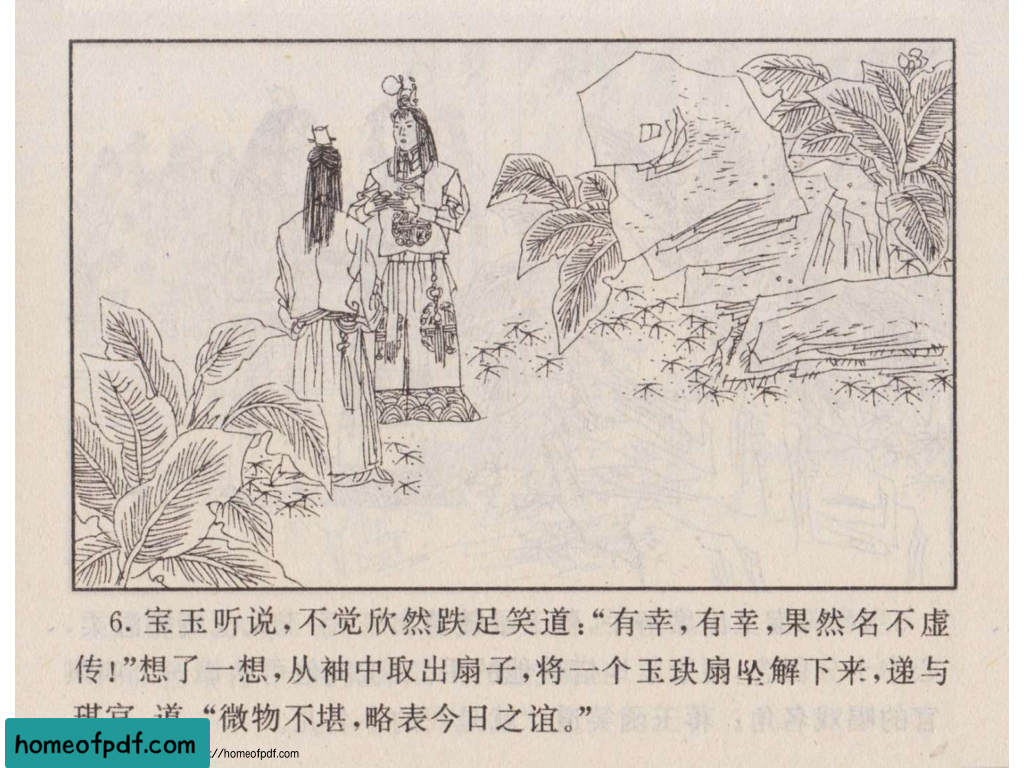 6.宝玉听说,不觉欣然跌足笑道:“有幸,有幸,果然名不虚
传!”想了一想,从袖中取出扇子,将一个玉玦扇坠解下来,递与
琪官,道:“微物不堪,略表今日之谊。”
homeofpdf.com
://homeofpdf.com